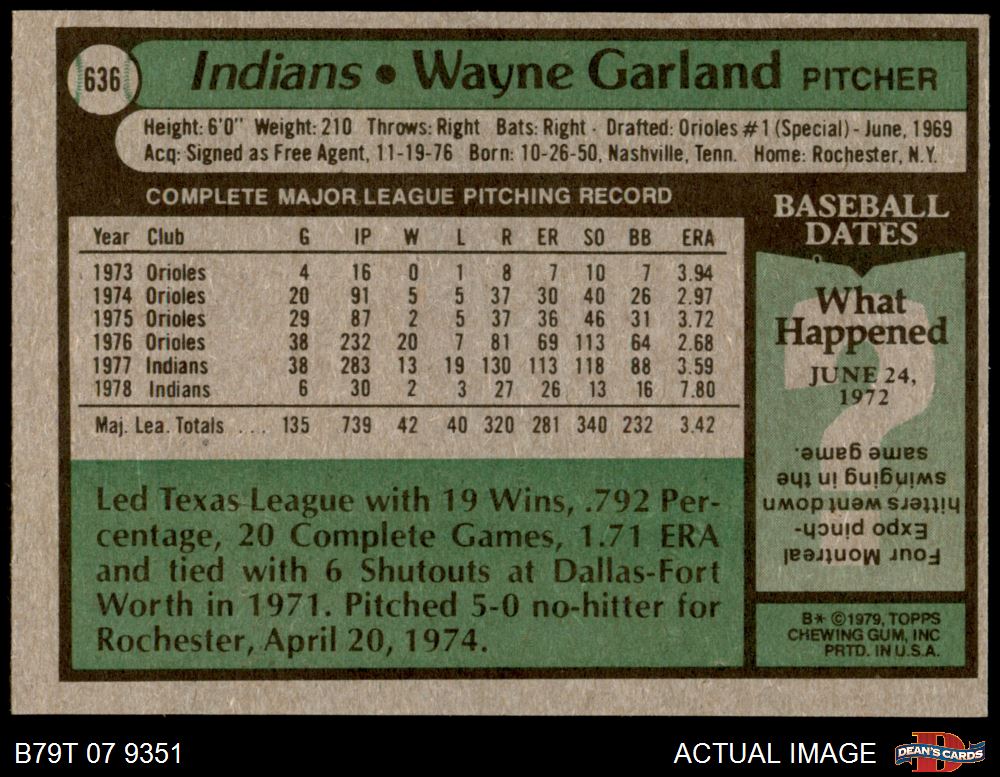 636
Indians • Wayne Garland PITCHER
Height: 6'0" Weight: 210 Throws: Right Bats: Right · Drafted: Orioles #1 (Special) - June, 1969
Acq: Signed as Free Agent, 11-19-76 Born: 10-26-50, Nashville, Tenn. Home: Rochester, N.Y.
COMPLETE MAJOR LEAGUE PITCHING RECORD
Year Club G IP W L R ER SO BB ERA
1973 Orioles 4 16 0 1 8 7 10 7 3.94
1974 Orioles 20 91 5 5 37 30 40 26 2.97
1975 Orioles 29 87 2 5 37 36 46 31 3.72
1976 Orioles 38 232 20 7 81 69 113 64 2.68
1977 Indians 38 283 13 19 130 113 118 88 3.59
1978 Indians 6 30 2 3 27 26 13 16 7.80
Maj. Lea. Totals .... 135 739 42 40 320 281 340 232 3.42
Led Texas League with 19 Wins, .792 Per-
centage, 20 Complete Games, 1.71 ERA
and tied with 6 Shutouts at Dallas-Fort
Worth in 1971. Pitched 5-0 no-hitter for
Rochester, April 20, 1974.
BASEBALL
DATES
What
Happened
JUNE 24,
1972
?
Four Montreal
Expo pinch-
hitters went down
swinging in the
same game.
B* ©1979, TOPPS
CHEWING GUM, INC
PRTD. IN U.S.A.
B79T 07 9351
ACTUAL IMAGE
D
DEAN'S CARDS